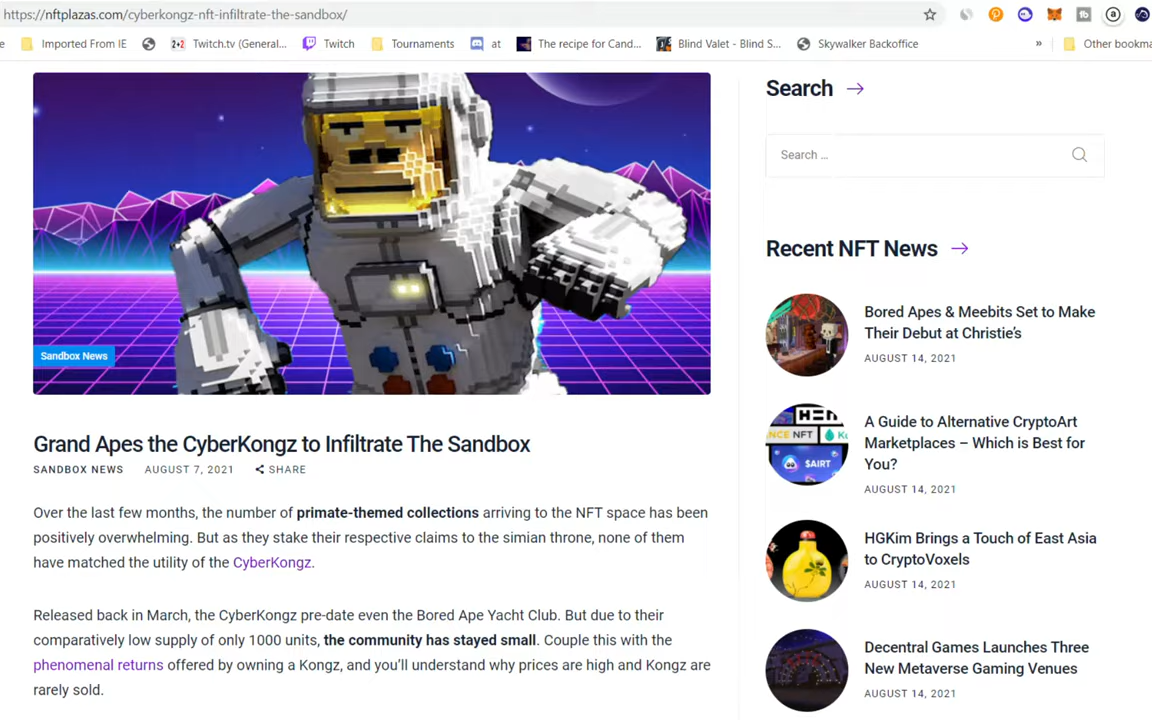 https://nftplazas.com/cyberkongz-nft-infiltrate-the-sandbox/
Imported From IE
Twitch.tv (General...
Twitch
Tournaments
at
The recipe for Cand...
Blind Valet - Blind S...
Skywalker Backoffice
»
Other bookma
Search →
Search ...
Sandbox News
Grand Apes the CyberKongz to Infiltrate The Sandbox
SANDBOX NEWS AUGUST 7, 2021 SHARE
Over the last few months, the number of primate-themed collections arriving to the NFT space has been
positively overwhelming. But as they stake their respective claims to the simian throne, none of them
have matched the utility of the CyberKongz.
Released back in March, the CyberKongz pre-date even the Bored Ape Yacht Club. But due to their
comparatively low supply of only 1000 units, the community has stayed small. Couple this with the
phenomenal returns offered by owning a Kongz, and you'll understand why prices are high and Kongz are
rarely sold.
Recent NFT News →
Bored Apes & Meebits Set to Make
Their Debut at Christie's
AUGUST 14, 2021
NFT
$AIRT
A Guide to Alternative CryptoArt
Marketplaces – Which is Best for
You?
AUGUST 14, 2021
HGKim Brings a Touch of East Asia
to CryptoVoxels
AUGUST 14, 2021
Decentral Games Launches Three
New Metaverse Gaming Venues
AUGUST 14, 2021